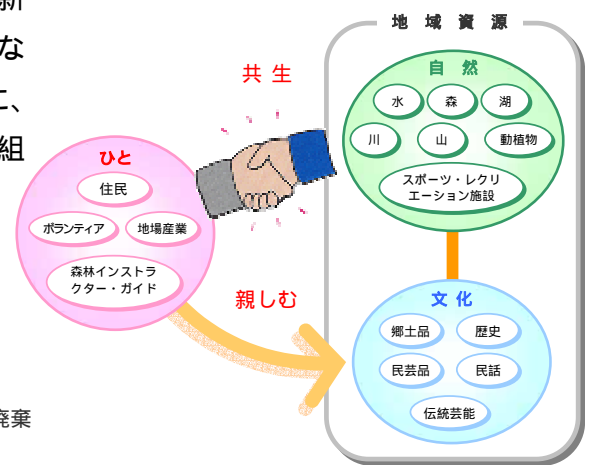 新
な
に、
組
廃棄
ひと
住民
ボランティア
地場産業
森林インストラ
クター・ガイド
共生
親しむ
地域資源
自然
水
森
湖
川
山
動植物
スポーツ・レクリ
エーション施設
文化
郷土品
歴史
民芸品
民話
伝統芸能